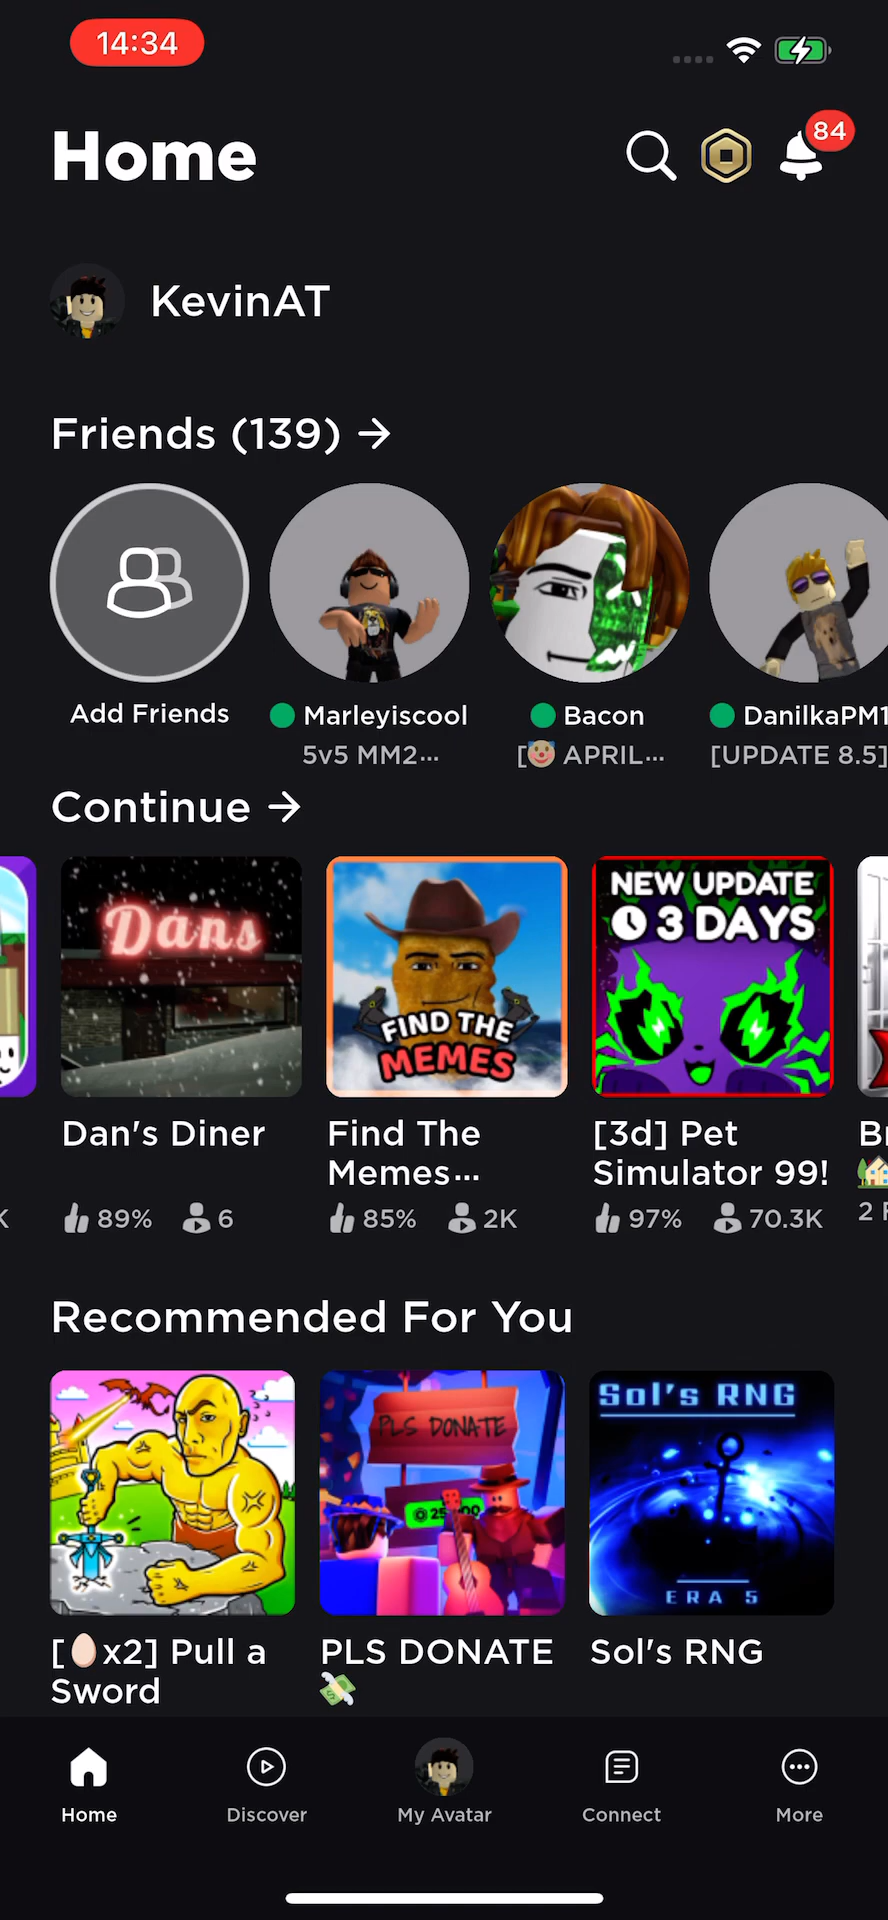 14:34
Home
84
KevinAT
Friends (139) →
Add Friends
Marleyiscool
5v5 MM2...
Bacon
[🤡 APRIL...
DanilkaPM1
[UPDATE 8.5]
Continue →
Dans
FIND THE
MEMES
NEW UPDATE
3 DAYS
Dan's Diner
Find The
Memes...
[3d] Pet
Simulator 99!
K
89%
6
85%
2K
97%
70.3K
2
Recommended For You
PLS DONATE
Sol's RNG
ERA 5
[🥚x2] Pull a
Sword
PLS DONATE
💸
Sol's RNG
Home
Discover
My Avatar
Connect
More